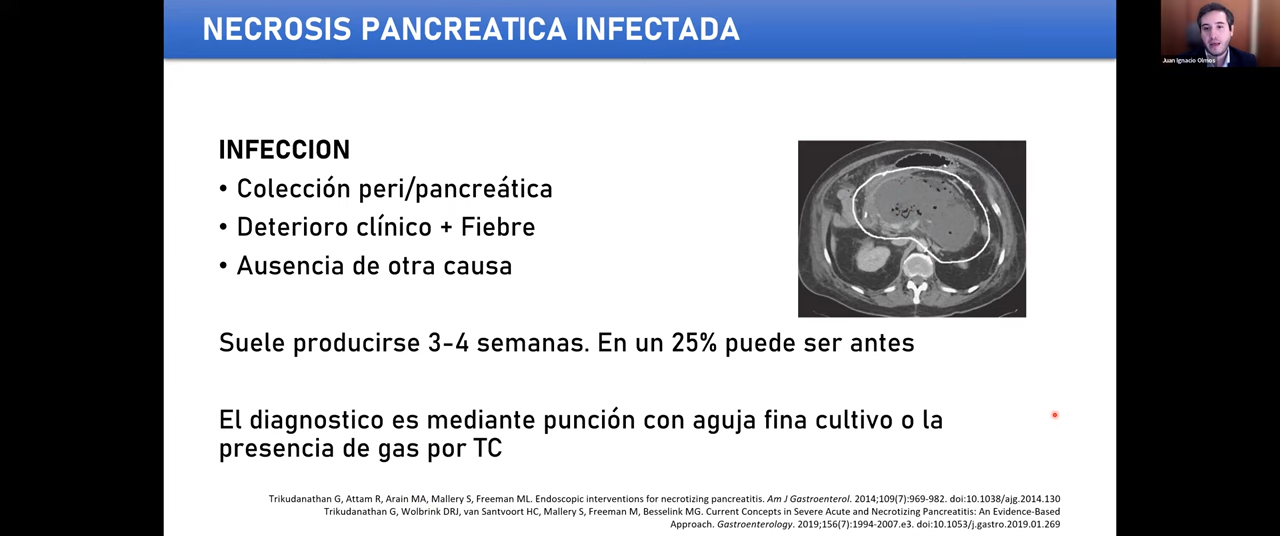 NECROSIS PANCREATICA INFECTADA
Juan Ignacio Olmos
INFECCION
• Colección peri/pancreática
• Deterioro clínico + Fiebre
• Ausencia de otra causa
Suele producirse 3-4 semanas. En un 25% puede ser antes
El diagnostico es mediante punción con aguja fina cultivo o la
presencia de gas por TC
Trikudanathan G, Attam R, Arain MA, Mallery S, Freeman ML. Endoscopic interventions for necrotizing pancreatitis. Am J Gastroenterol. 2014;109(7):969-982. doi:10.1038/ajg.2014.130
Trikudanathan G, Wolbrink DRJ, van Santvoort HC, Mallery S, Freeman M, Besselink MG. Current Concepts in Severe Acute and Necrotizing Pancreatitis: An Evidence-Based
Approach. Gastroenterology. 2019;156(7):1994-2007.e3. doi:10.1053/j.gastro.2019.01.269